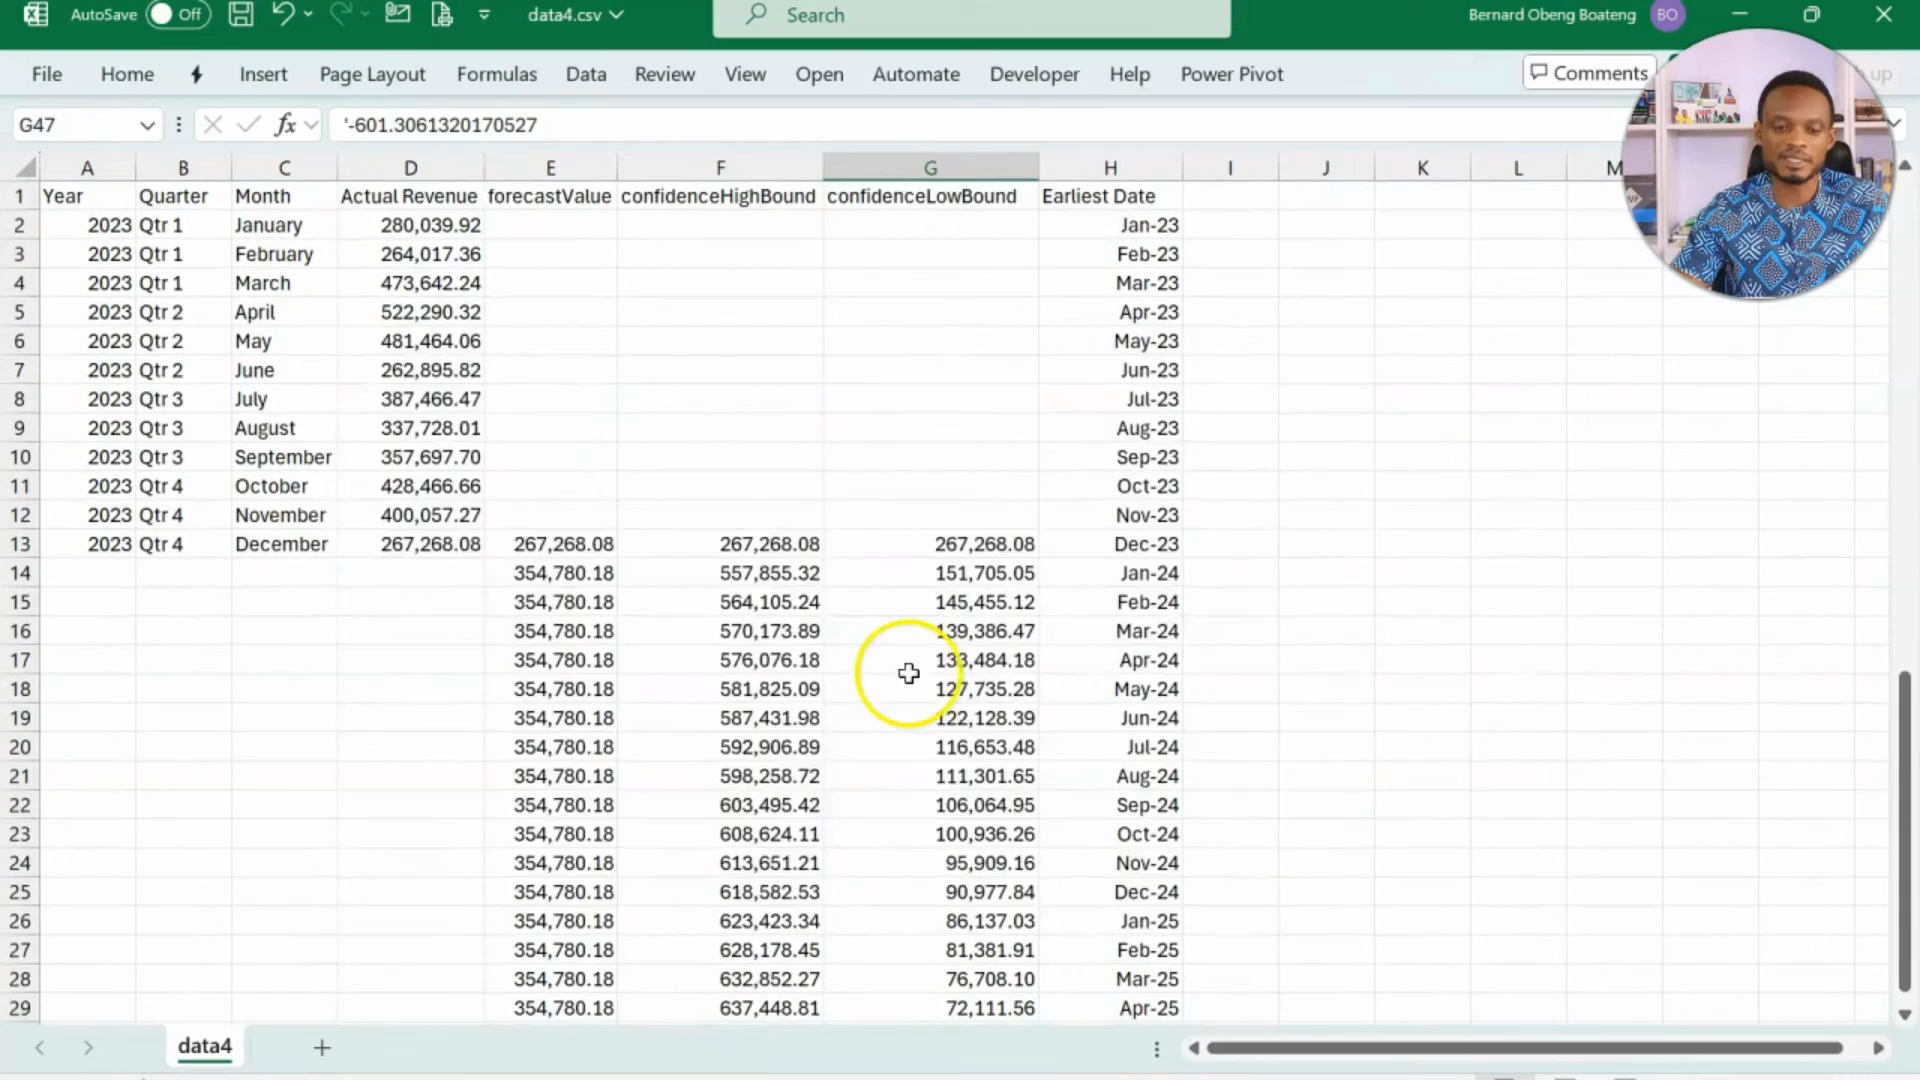 AutoSave Off data4.csv Search Bernard Obeng Boateng BO
File Home Insert Page Layout Formulas Data Review View Open Automate Developer Help Power Pivot Comments up
G47 fx '-601.3061320170527
A B C D E F G H I J K L M
1 Year Quarter Month Actual Revenue forecastValue confidenceHighBound confidenceLowBound Earliest Date
2 2023 Qtr 1 January 280,039.92 Jan-23
3 2023 Qtr 1 February 264,017.36 Feb-23
4 2023 Qtr 1 March 473,642.24 Mar-23
5 2023 Qtr 2 April 522,290.32 Apr-23
6 2023 Qtr 2 May 481,464.06 May-23
7 2023 Qtr 2 June 262,895.82 Jun-23
8 2023 Qtr 3 July 387,466.47 Jul-23
9 2023 Qtr 3 August 337,728.01 Aug-23
10 2023 Qtr 3 September 357,697.70 Sep-23
11 2023 Qtr 4 October 428,466.66 Oct-23
12 2023 Qtr 4 November 400,057.27 Nov-23
13 2023 Qtr 4 December 267,268.08 267,268.08 267,268.08 267,268.08 Dec-23
14 354,780.18 557,855.32 151,705.05 Jan-24
15 354,780.18 564,105.24 145,455.12 Feb-24
16 354,780.18 570,173.89 139,386.47 Mar-24
17 354,780.18 576,076.18 133,484.18 Apr-24
18 354,780.18 581,825.09 127,735.28 May-24
19 354,780.18 587,431.98 122,128.39 Jun-24
20 354,780.18 592,906.89 116,653.48 Jul-24
21 354,780.18 598,258.72 111,301.65 Aug-24
22 354,780.18 603,495.42 106,064.95 Sep-24
23 354,780.18 608,624.11 100,936.26 Oct-24
24 354,780.18 613,651.21 95,909.16 Nov-24
25 354,780.18 618,582.53 90,977.84 Dec-24
26 354,780.18 623,423.34 86,137.03 Jan-25
27 354,780.18 628,178.45 81,381.91 Feb-25
28 354,780.18 632,852.27 76,708.10 Mar-25
29 354,780.18 637,448.81 72,111.56 Apr-25
data4